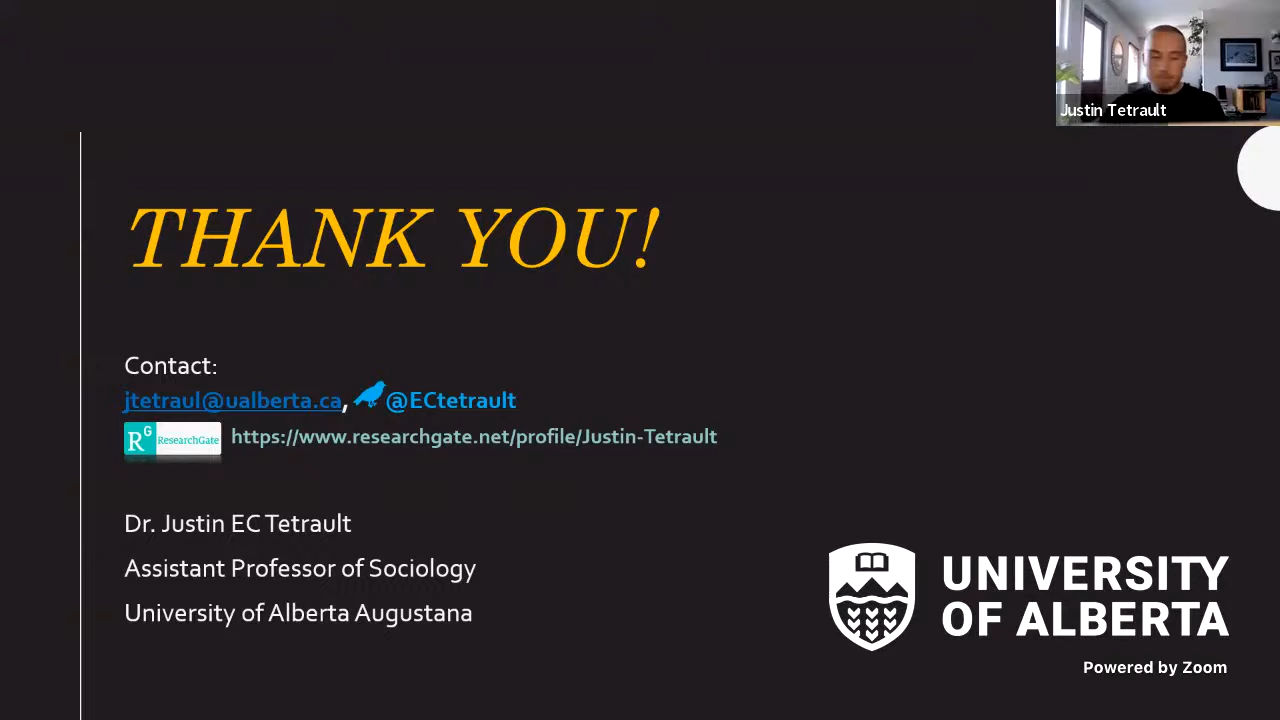 Justin Tetrault
THANK YOU!
Contact:
jtetraul@ualberta.ca, @ECtetrault
RG ResearchGate https://www.researchgate.net/profile/Justin-Tetrault
Dr. Justin EC Tetrault
Assistant Professor of Sociology
University of Alberta Augustana
UNIVERSITY
OF ALBERTA
Powered by Zoom